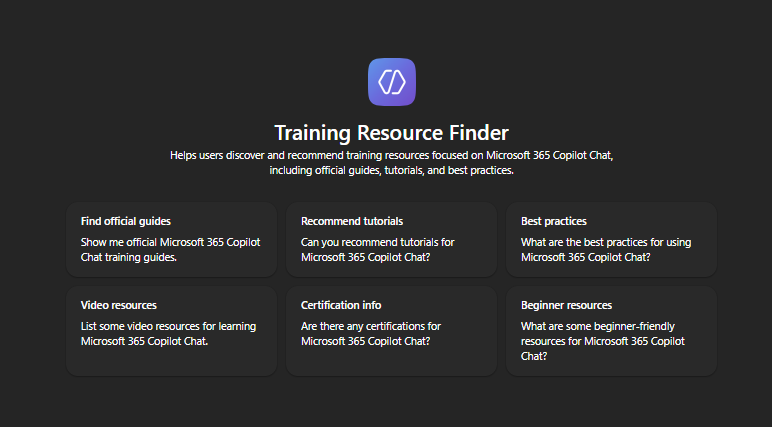 Training Resource Finder
Helps users discover and recommend training resources focused on Microsoft 365 Copilot Chat,
including official guides, tutorials, and best practices.
Find official guides
Show me official Microsoft 365 Copilot
Chat training guides.
Recommend tutorials
Can you recommend tutorials for
Microsoft 365 Copilot Chat?
Best practices
What are the best practices for using
Microsoft 365 Copilot Chat?
Video resources
List some video resources for learning
Microsoft 365 Copilot Chat.
Certification info
Are there any certifications for
Microsoft 365 Copilot Chat?
Beginner resources
What are some beginner-friendly
resources for Microsoft 365 Copilot
Chat?